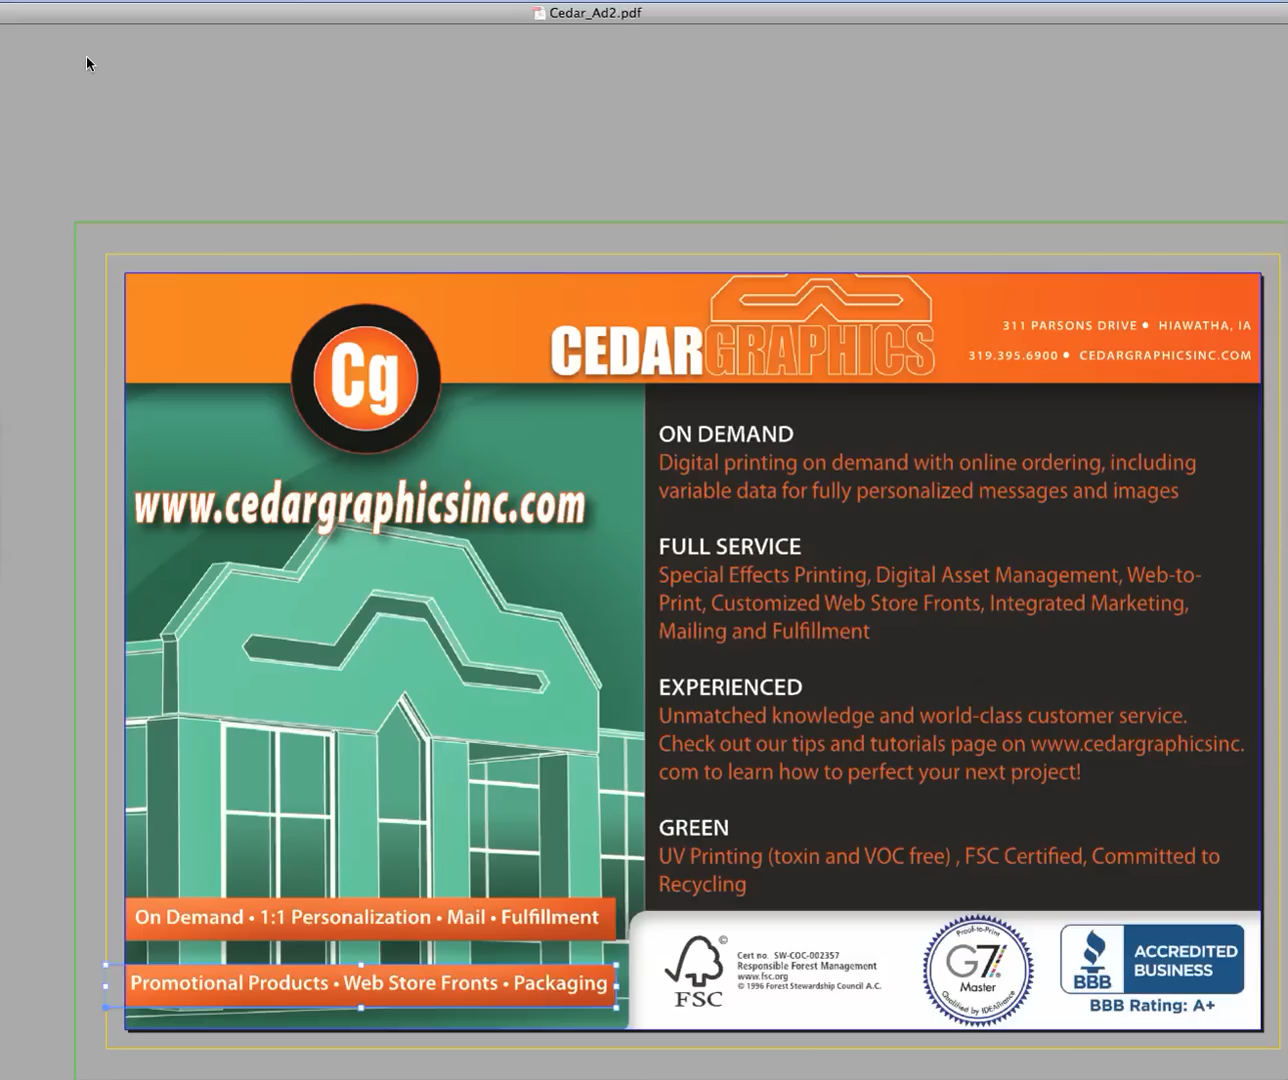 Cedar_Ad2.pdf
CEDARGRAPHICS
311 PARSONS DRIVE • HIAWATHA, IA
319.395.6900 • CEDARGRAPHICSINC.COM
Cg
www.cedargraphicsinc.com
On Demand • 1:1 Personalization • Mail • Fulfillment
Promotional Products • Web Store Fronts • Packaging
ON DEMAND
Digital printing on demand with online ordering, including
variable data for fully personalized messages and images
FULL SERVICE
Special Effects Printing, Digital Asset Management, Web-to-
Print, Customized Web Store Fronts, Integrated Marketing,
Mailing and Fulfillment
EXPERIENCED
Unmatched knowledge and world-class customer service.
Check out our tips and tutorials page on www.cedargraphicsinc.
com to learn how to perfect your next project!
GREEN
UV Printing (toxin and VOC free) , FSC Certified, Committed to
Recycling
©
FSC
Cert no. SW-COC-002357
Responsible Forest Management
www.fsc.org
© 1996 Forest Stewardship Council A.C.
Proof-to-Print
G7
Master
Qualified by IDEAlliance
BBB
ACCREDITED
BUSINESS
BBB Rating: A+